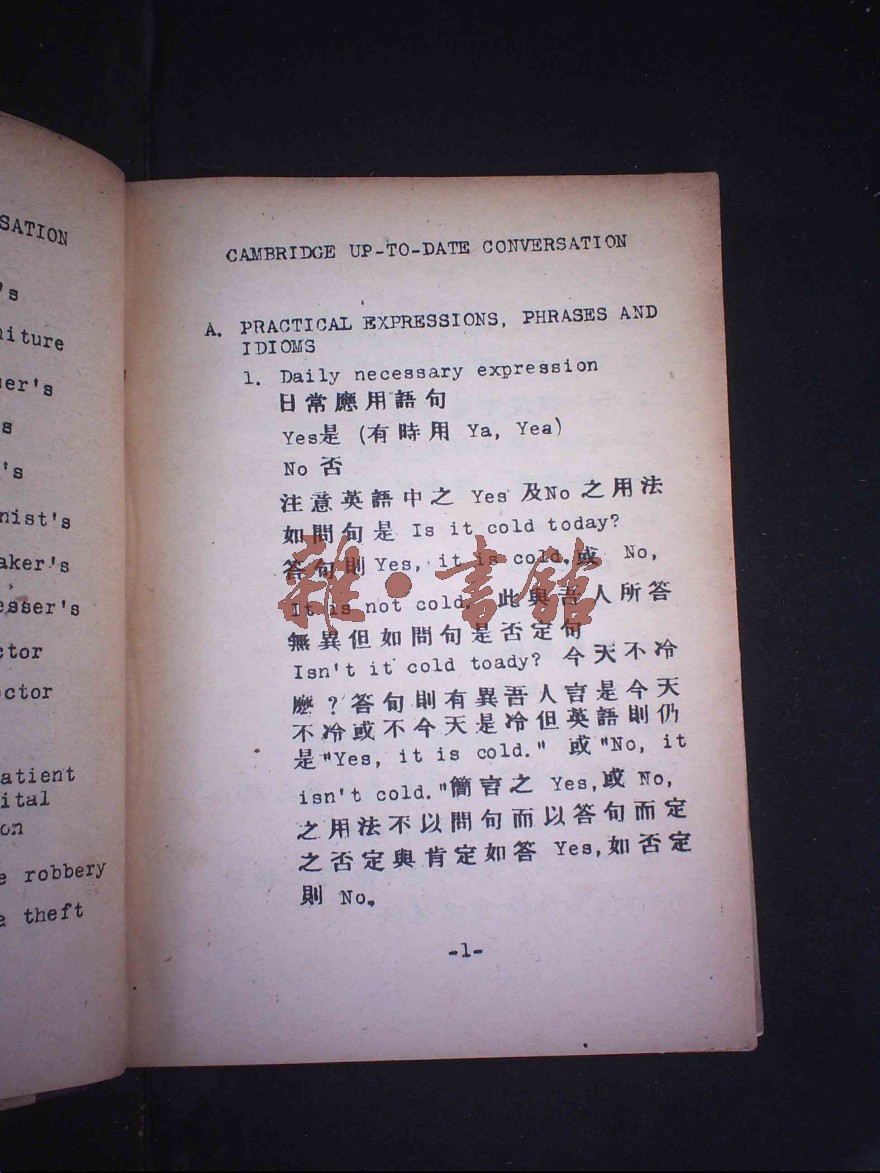 SATION
's
niture
er's
s
's
nist's
aker's
esser's
ctor
octor
atient
ital
on
e robbery
a theft
CAMBRIDGE UP-TO-DATE CONVERSATION
A. PRACTICAL EXPRESSIONS, PHRASES AND
IDIOMS
1. Daily necessary expression
日常應用語句
Yes是 (有時用 Ya, Yea)
No 否
注意英語中之 Yes 及No 之用法
如問句是 Is it cold today?
答句則 Yes, it is cold.或 No,
It is not cold. 此與吾人所答
無異但如問句是否定句
Isn't it cold toady? 今天不冷
麼？答句則有異吾人言是今天
不冷或不今天是冷但英語則仍
是"Yes, it is cold." 或"No, it
isn't cold."簡言之 Yes,或 No,
之用法不以問句而以答句而定
之否定與肯定如答 Yes,如否定
則 No。
-1-
雜·書館